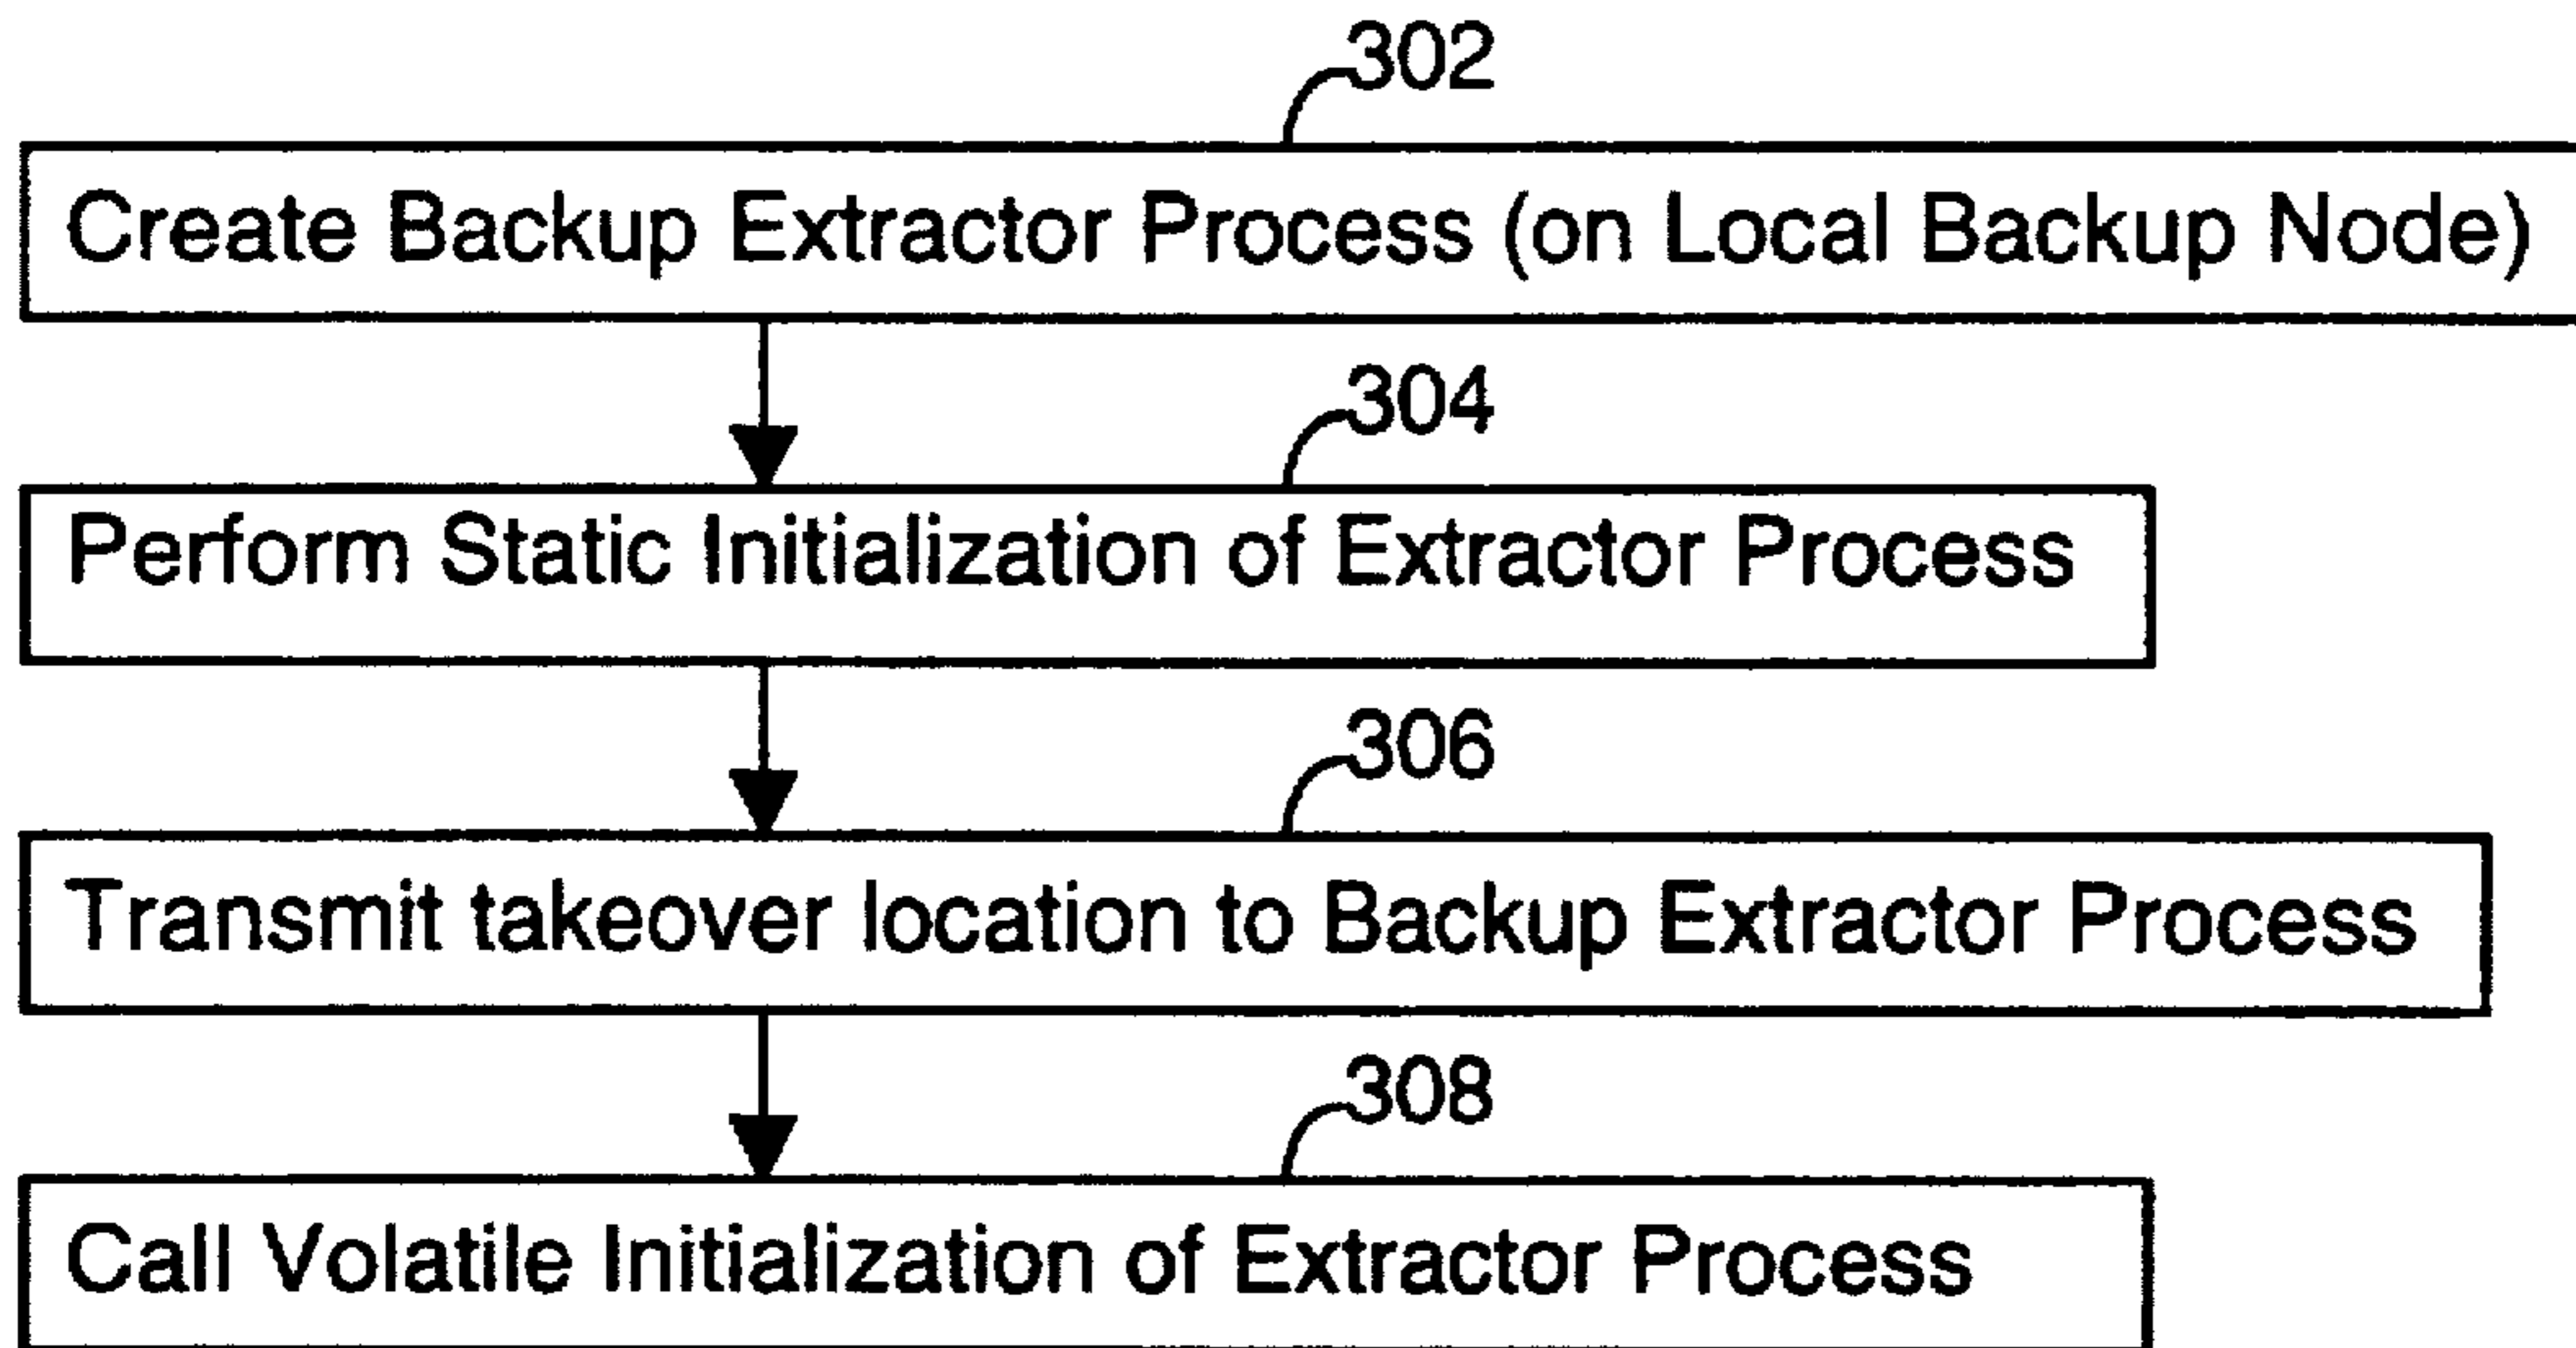 302
Create Backup Extractor Process (on Local Backup Node)
304
Perform Static Initialization of Extractor Process
306
Transmit takeover location to Backup Extractor Process
308
Call Volatile Initialization of Extractor Process